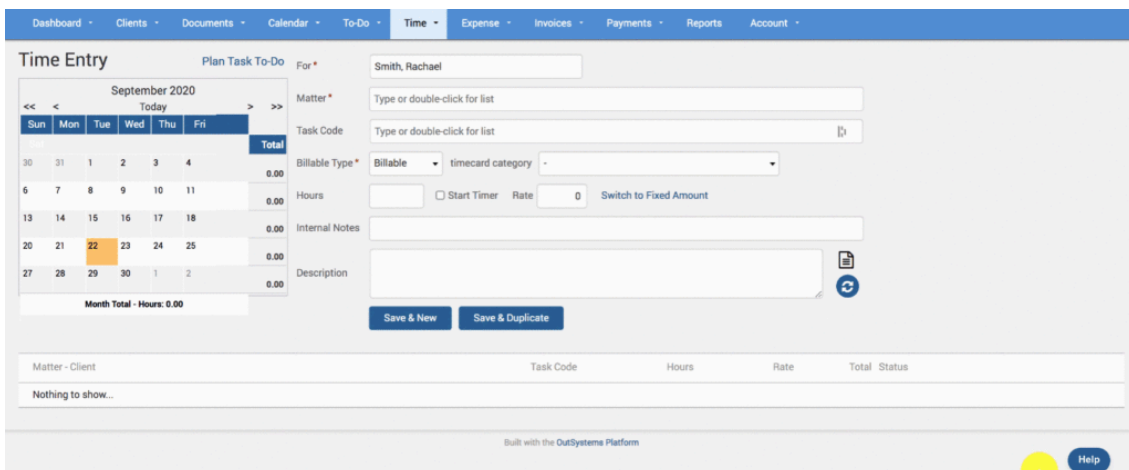 Dashboard Clients Documents Calendar To-Do Time Expense Invoices Payments Reports Account
Time Entry
Plan Task To-Do
September 2020
<< < Today > >>
Sun Mon Tue Wed Thu Fri
Total
30 31 1 2 3 4 0.00
6 7 8 9 10 11 0.00
13 14 15 16 17 18 0.00
20 21 22 23 24 25 0.00
27 28 29 30 1 2 0.00
Month Total - Hours: 0.00
For* Smith, Rachael
Matter* Type or double-click for list
Task Code Type or double-click for list
Billable Type* Billable timecard category -
Hours Start Timer Rate 0 Switch to Fixed Amount
Internal Notes
Description
Save & New Save & Duplicate
Matter - Client Task Code Hours Rate Total Status
Nothing to show...
Built with the OutSystems Platform
Help